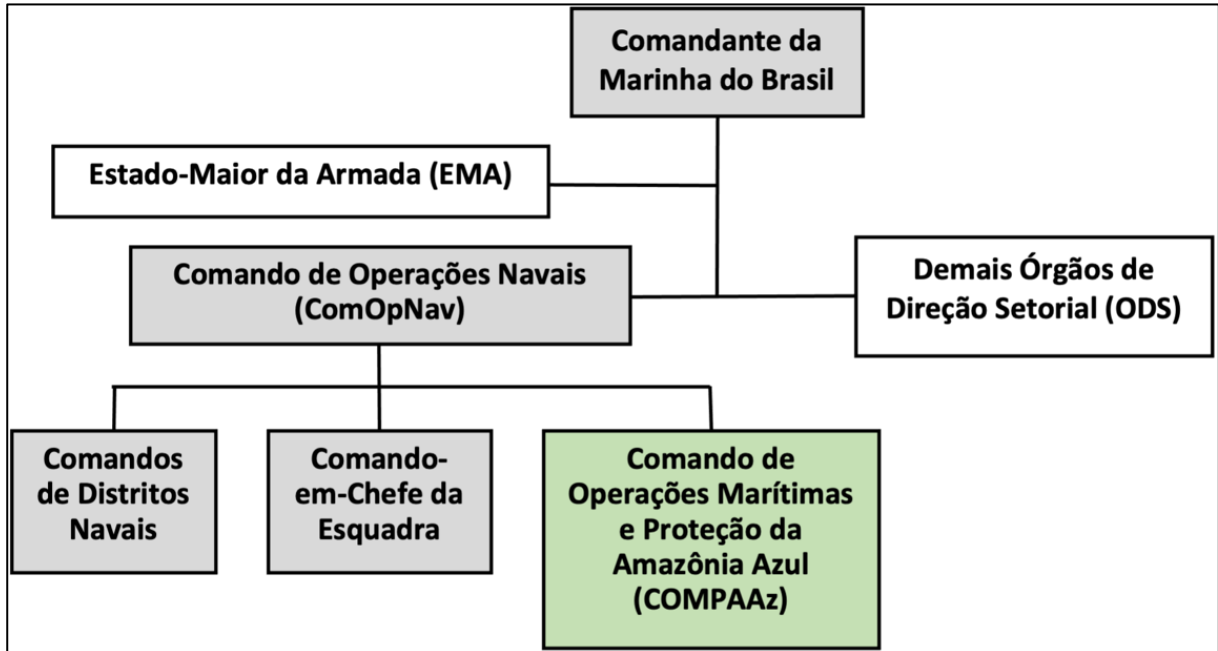 Comandante da
Marinha do Brasil
Estado-Maior da Armada (EMA)
Comando de Operações Navais
(ComOpNav)
Demais Órgãos de
Direção Setorial (ODS)
Comandos
de Distritos
Navais
Comando-
em-Chefe da
Esquadra
Comando de
Operações Marítimas
e Proteção da
Amazônia Azul
(COMPAAz)